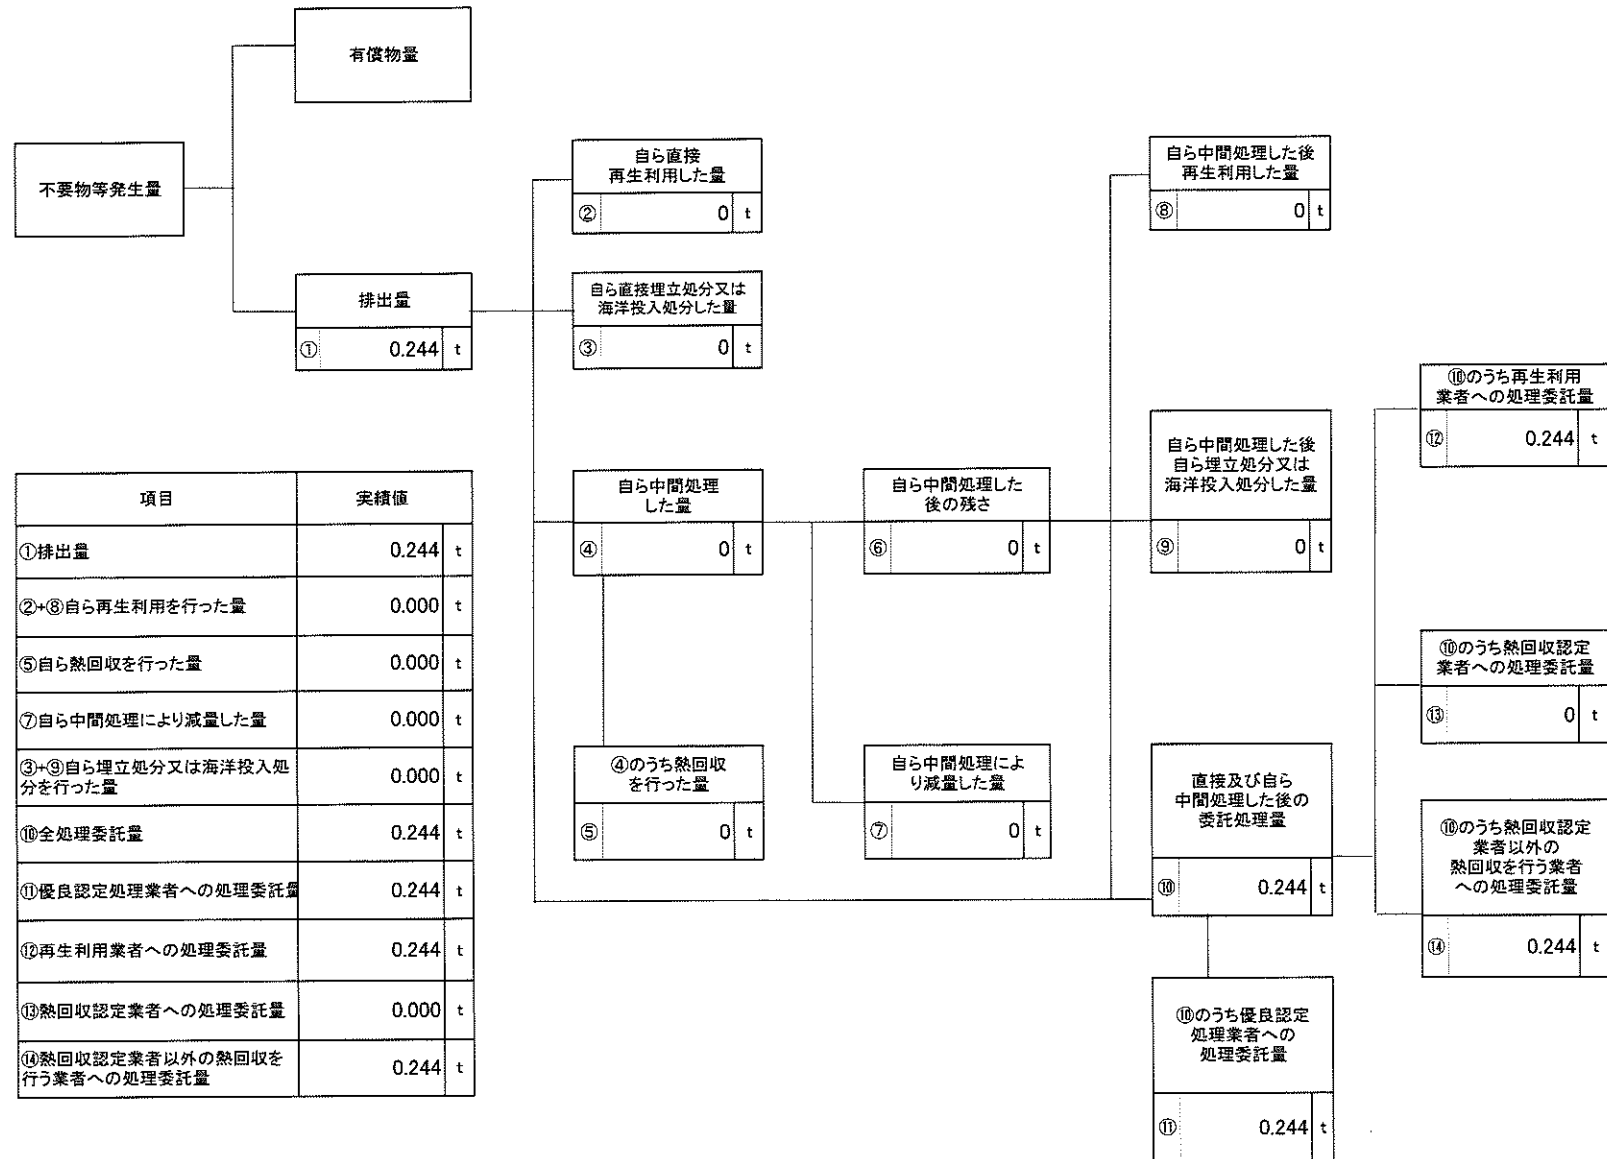 有償物量
不要物等発生量
排出量
① 0.244 t
自ら直接
再生利用した量
② 0 t
自ら直接埋立処分又は
海洋投入処分した量
③ 0 t
自ら中間処理
した量
④ 0 t
④のうち熱回収
を行った量
⑤ 0 t
自ら中間処理した
後の残さ
⑥ 0 t
自ら中間処理によ
り減量した量
⑦ 0 t
自ら中間処理した後
再生利用した量
⑧ 0 t
自ら中間処理した後
自ら埋立処分又は
海洋投入処分した量
⑨ 0 t
直接及び自ら
中間処理した後の
委託処理量
⑩ 0.244 t
⑩のうち優良認定
処理業者への
処理委託量
⑪ 0.244 t
⑩のうち再生利用
業者への処理委託量
⑫ 0.244 t
⑩のうち熱回収認定
業者への処理委託量
⑬ 0 t
⑩のうち熱回収認定
業者以外の
熱回収を行う業者
への処理委託量
⑭ 0.244 t
項目 実績値
①排出量 0.244 t
②+⑧自ら再生利用を行った量 0.000 t
⑤自ら熱回収を行った量 0.000 t
⑦自ら中間処理により減量した量 0.000 t
③+⑨自ら埋立処分又は海洋投入処
分を行った量 0.000 t
⑩全処理委託量 0.244 t
⑪優良認定処理業者への処理委託量 0.244 t
⑫再生利用業者への処理委託量 0.244 t
⑬熱回収認定業者への処理委託量 0.000 t
⑭熱回収認定業者以外の熱回収を
行う業者への処理委託量 0.244 t